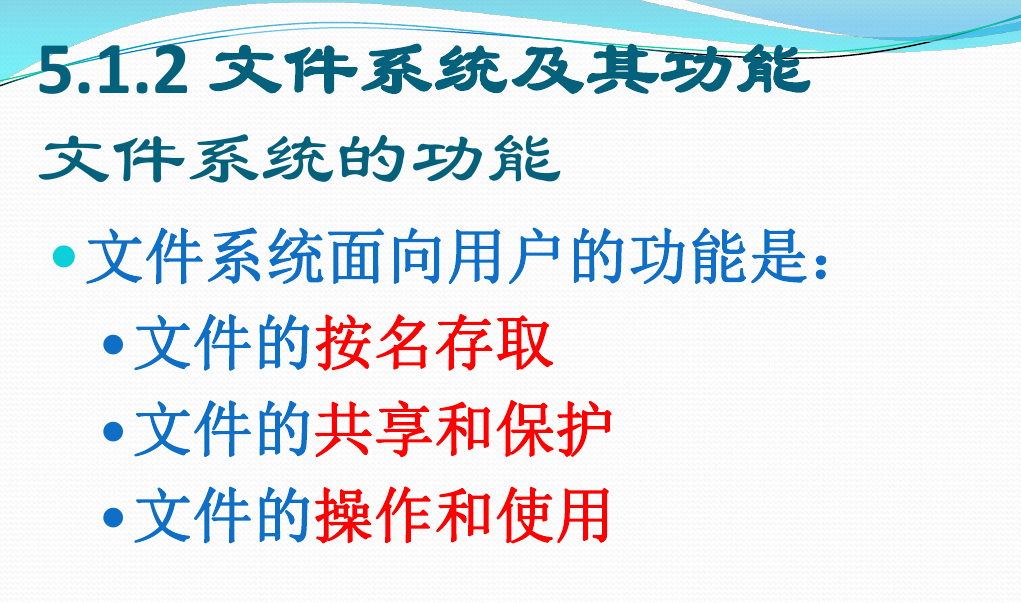 5.1.2 文件系统及其功能
文件系统的功能
•文件系统面向用户的功能是：
•文件的按名存取
•文件的共享和保护
•文件的操作和使用